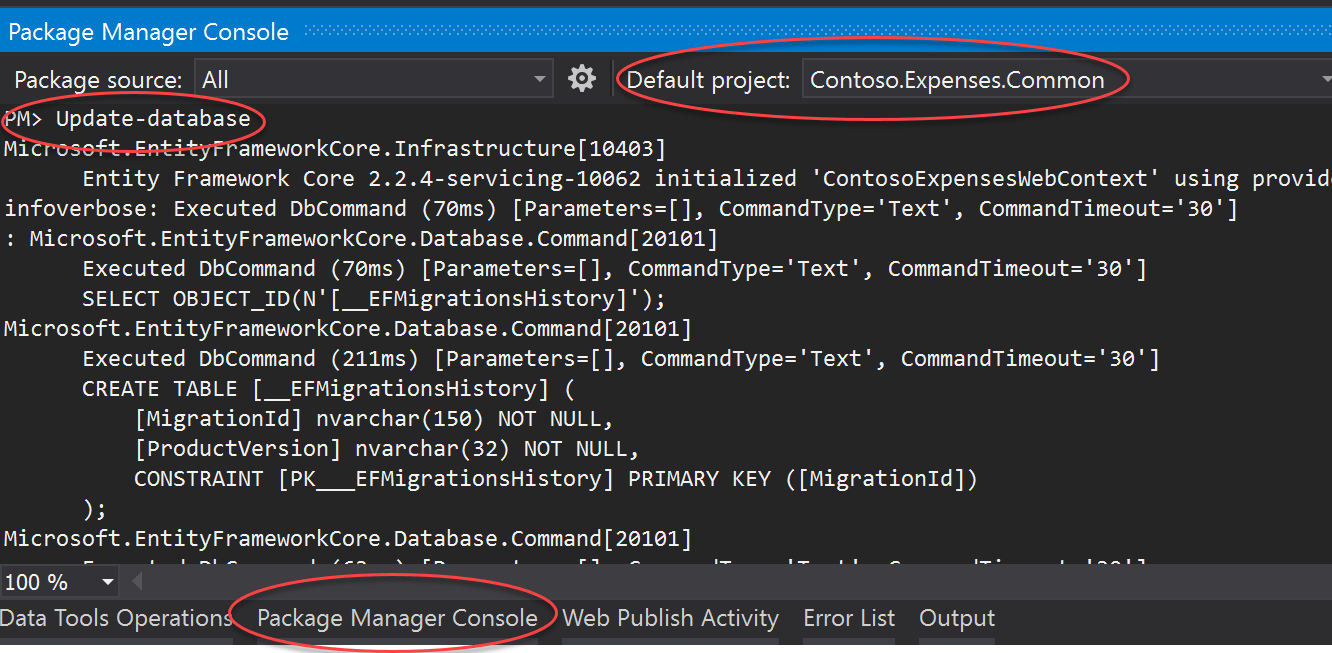 Package Manager Console
Package source: All Default project: Contoso.Expenses.Common
PM> Update-database
Microsoft.EntityFrameworkCore.Infrastructure[10403]
Entity Framework Core 2.2.4-servicing-10062 initialized 'ContosoExpensesWebContext' using provide
infoverbose: Executed DbCommand (70ms) [Parameters=[], CommandType='Text', CommandTimeout='30']
: Microsoft.EntityFrameworkCore.Database.Command[20101]
Executed DbCommand (70ms) [Parameters=[], CommandType='Text', CommandTimeout='30']
SELECT OBJECT_ID(N'[__EFMigrationsHistory]');
Microsoft.EntityFrameworkCore.Database.Command[20101]
Executed DbCommand (211ms) [Parameters=[], CommandType='Text', CommandTimeout='30']
CREATE TABLE [__EFMigrationsHistory] (
[MigrationId] nvarchar(150) NOT NULL,
[ProductVersion] nvarchar(32) NOT NULL,
CONSTRAINT [PK___EFMigrationsHistory] PRIMARY KEY ([MigrationId])
);
Microsoft.EntityFrameworkCore.Database.Command[20101]
100 %
Data Tools Operations Package Manager Console Web Publish Activity Error List Output